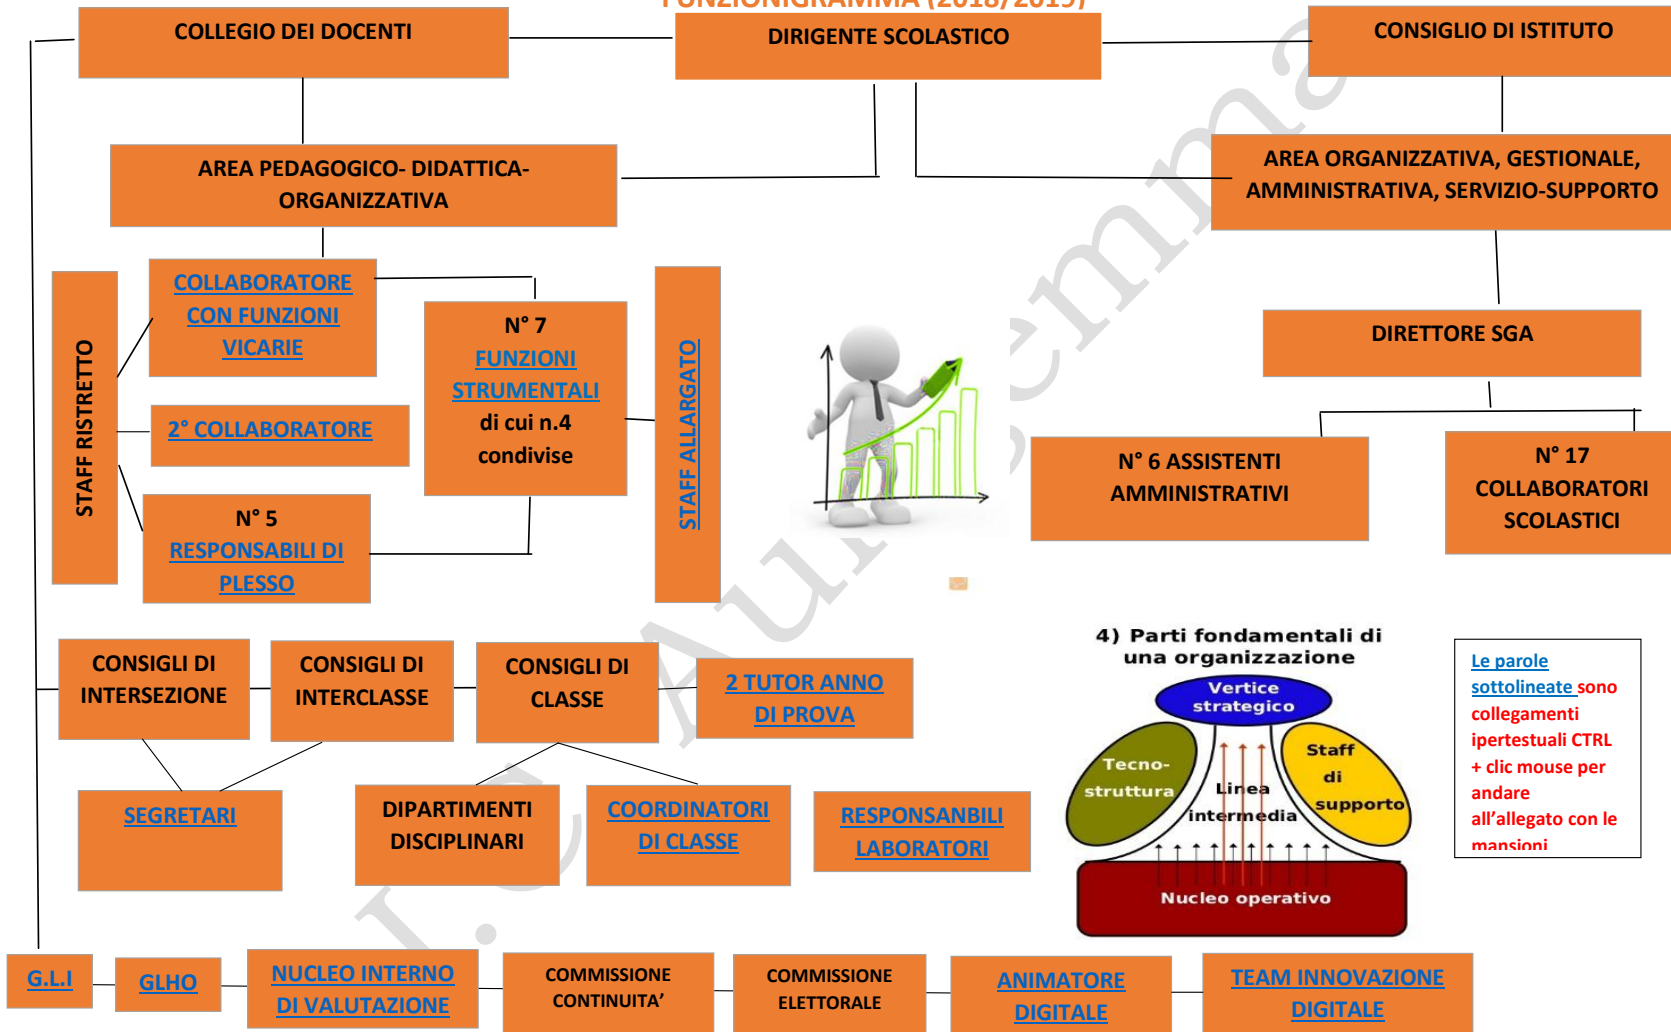 FUNZIONIGRAMMA (2018/2019)
COLLEGIO DEI DOCENTI
DIRIGENTE SCOLASTICO
CONSIGLIO DI ISTITUTO
AREA PEDAGOGICO- DIDATTICA-
ORGANIZZATIVA
AREA ORGANIZZATIVA, GESTIONALE,
AMMINISTRATIVA, SERVIZIO-SUPPORTO
STAFF RISTRETTO
COLLABORATORE
CON FUNZIONI
VICARIE
2° COLLABORATORE
N° 5
RESPONSABILI DI
PLESSO
N° 7
FUNZIONI
STRUMENTALI
di cui n.4
condivise
STAFF ALLARGATO
DIRETTORE SGA
N° 6 ASSISTENTI
AMMINISTRATIVI
N° 17
COLLABORATORI
SCOLASTICI
CONSIGLI DI
INTERSEZIONE
CONSIGLI DI
INTERCLASSE
CONSIGLI DI
CLASSE
2 TUTOR ANNO
DI PROVA
SEGRETARI
DIPARTIMENTI
DISCIPLINARI
COORDINATORI
DI CLASSE
RESPONSANBILI
LABORATORI
4) Parti fondamentali di
una organizzazione
Vertice
strategico
Tecno-
struttura
Linea
intermedia
Staff
di
supporto
Nucleo operativo
Le parole
sottolineate sono
collegamenti
ipertestuali CTRL
+ clic mouse per
andare
all’allegato con le
mansioni
G.L.I
GLHO
NUCLEO INTERNO
DI VALUTAZIONE
COMMISSIONE
CONTINUITA’
COMMISSIONE
ELETTORALE
ANIMATORE
DIGITALE
TEAM INNOVAZIONE
DIGITALE